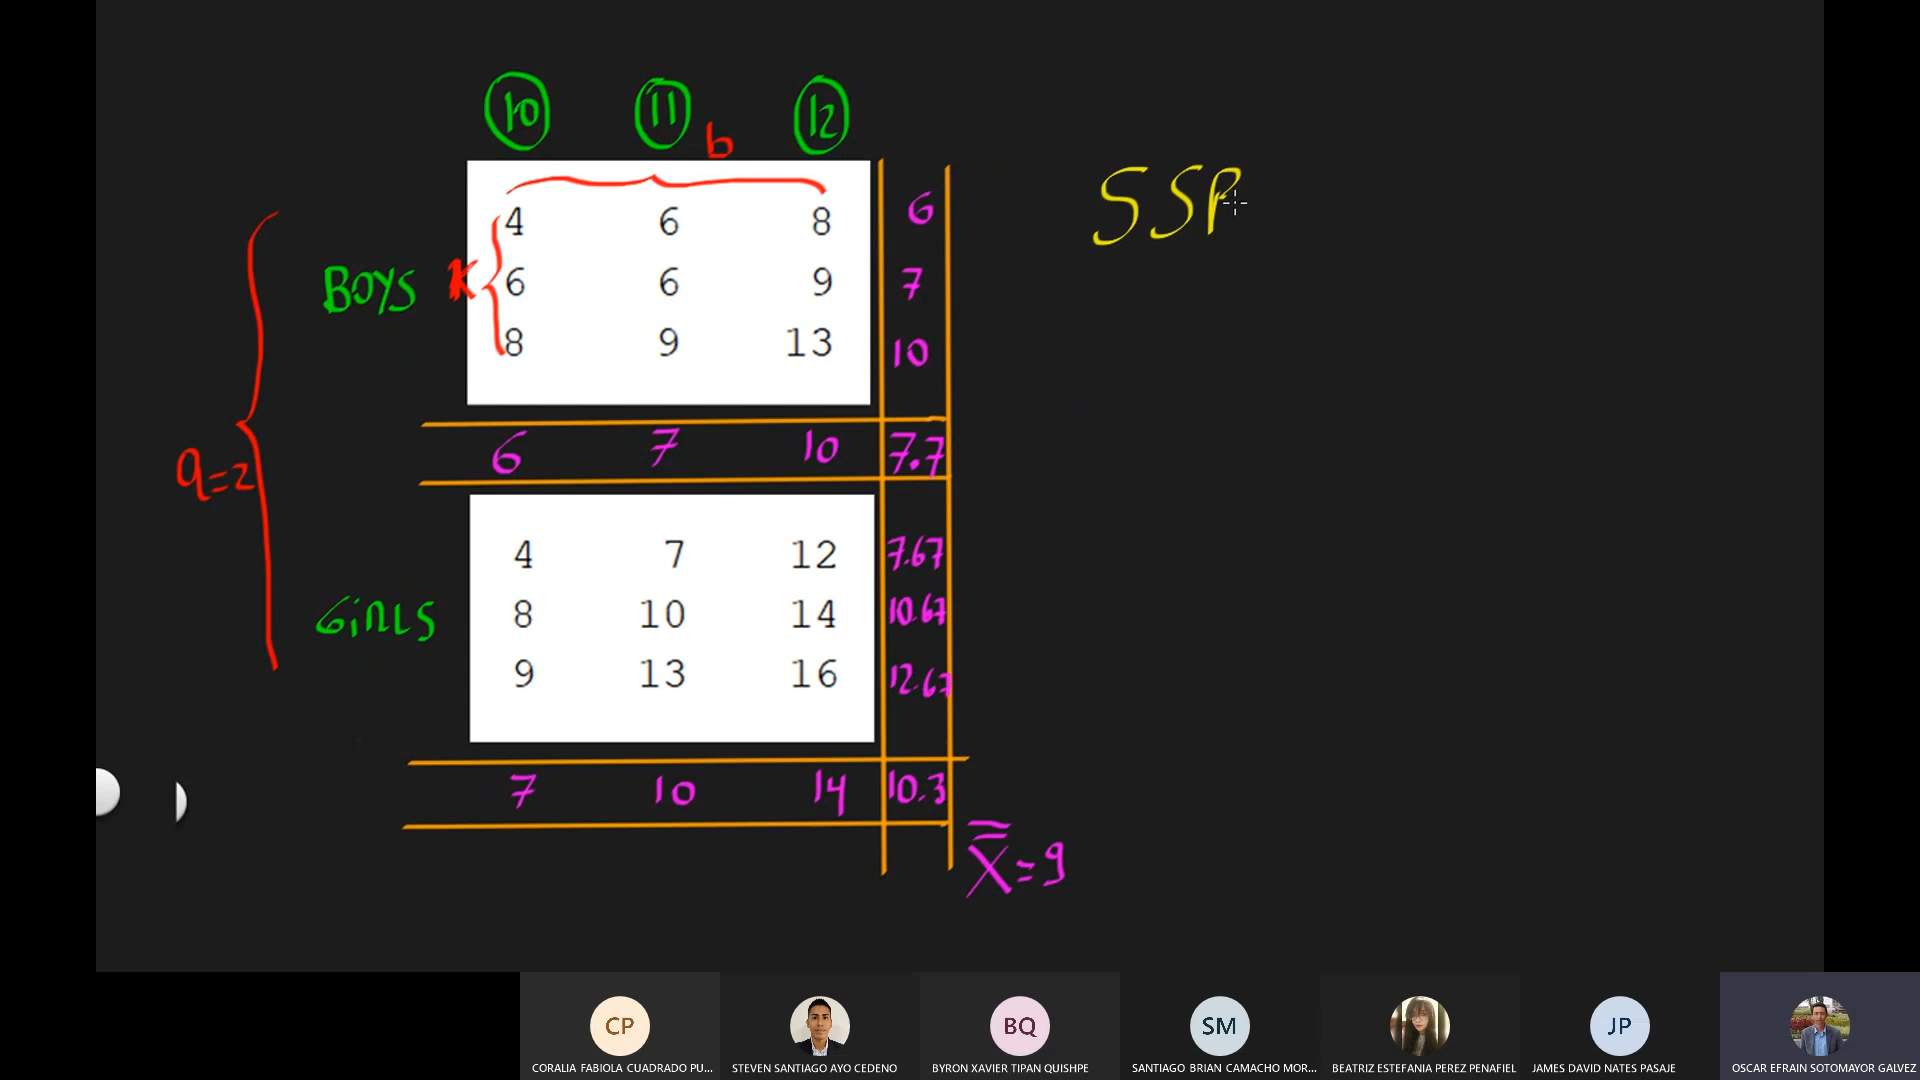 10 11 12
b
4 6 8 6
BOYS K 6 6 9 7
8 9 13 10
6 7 10 7.7
q=2
4 7 12 7.67
GIRLS 8 10 14 10.67
9 13 16 12.67
7 10 14 10.3
X=9
SSP
CP BQ SM JP
CORALIA FABIOLA CUADRADO PU... STEVEN SANTIAGO AYO CEDENO BYRON XAVIER TIPAN QUISHPE SANTIAGO BRIAN CAMACHO MOR... BEATRIZ ESTEFANIA PEREZ PENAFIEL JAMES DAVID NATES PASAJE OSCAR EFRAIN SOTOMAYOR GALVEZ